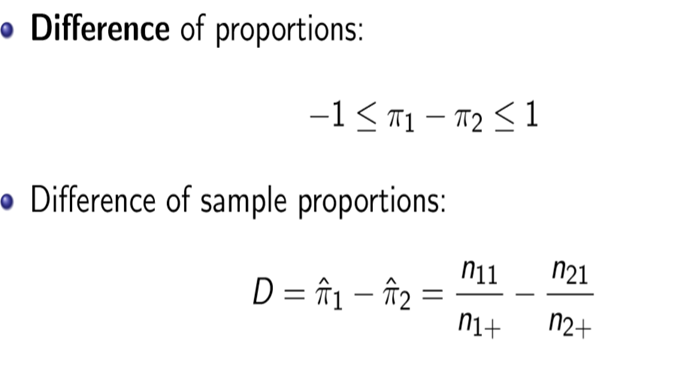 • Difference of proportions:
−1 ≤ π₁ − π₂ ≤ 1
• Difference of sample proportions:
D = π̂₁ − π̂₂ = n₁₁/n₁₊ − n₂₁/n₂₊